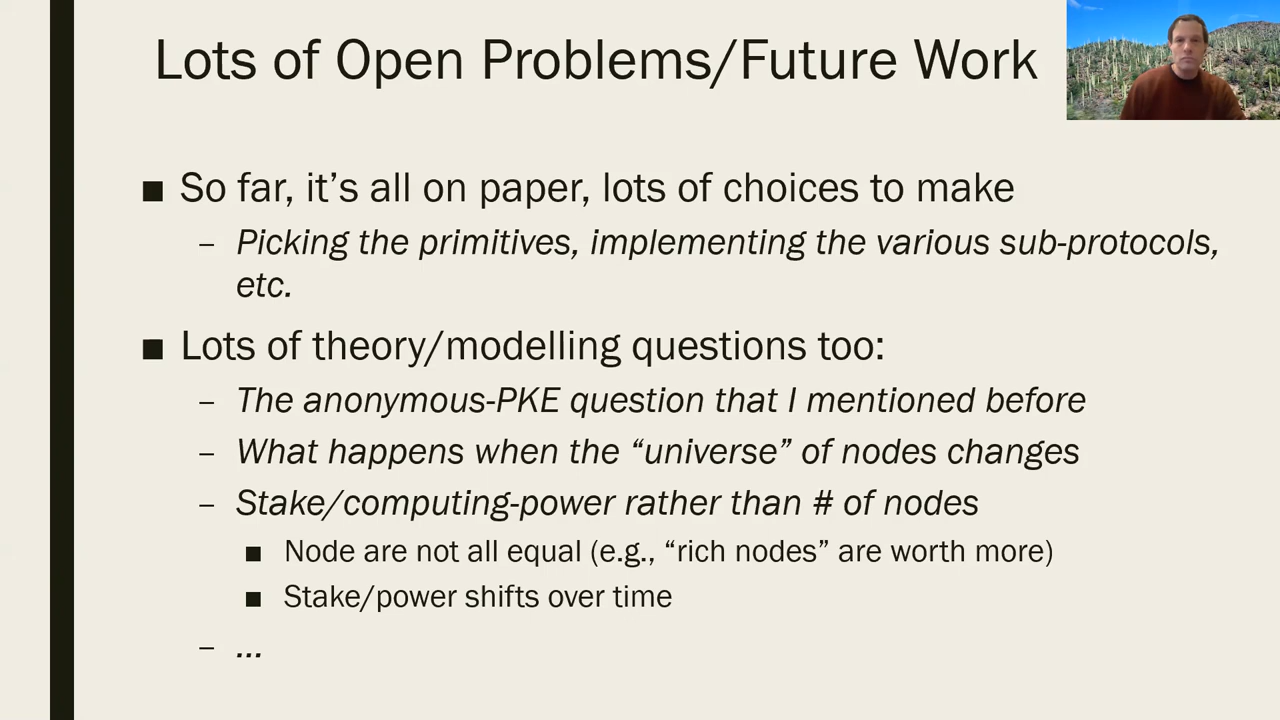 Lots of Open Problems/Future Work
■ So far, it’s all on paper, lots of choices to make
– Picking the primitives, implementing the various sub-protocols,
etc.
■ Lots of theory/modelling questions too:
– The anonymous-PKE question that I mentioned before
– What happens when the “universe” of nodes changes
– Stake/computing-power rather than # of nodes
■ Node are not all equal (e.g., “rich nodes” are worth more)
■ Stake/power shifts over time
– ...